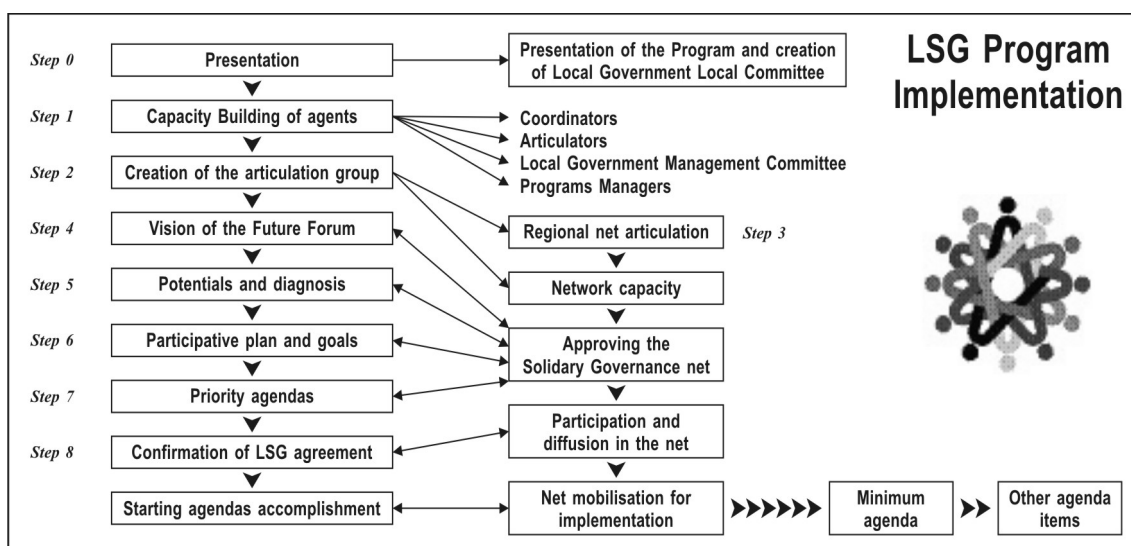 LSG Program
Implementation
Step 0
Presentation
Presentation of the Program and creation
of Local Government Local Committee
Step 1
Capacity Building of agents
Coordinators
Articulators
Local Government Management Committee
Programs Managers
Step 2
Creation of the articulation group
Step 4
Vision of the Future Forum
Regional net articulation
Step 3
Step 5
Potentials and diagnosis
Network capacity
Step 6
Participative plan and goals
Approving the
Solidary Governance net
Step 7
Priority agendas
Participation and
diffusion in the net
Step 8
Confirmation of LSG agreement
Starting agendas accomplishment
Net mobilisation for
implementation
Minimum
agenda
Other agenda
items